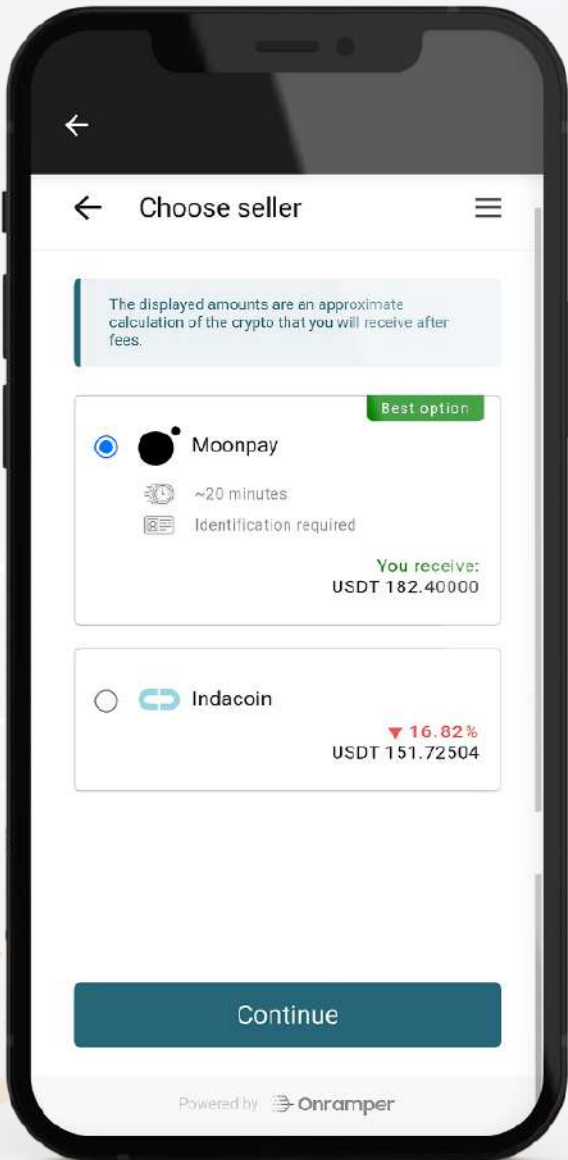 Choose seller
The displayed amounts are an approximate
calculation of the crypto that you will receive after
fees.
Best option
Moonpay
~20 minutes
Identification required
You receive:
USDT 182.40000
Indacoin
▼ 16.82%
USDT 151.72504
Continue
Powered by Onramper